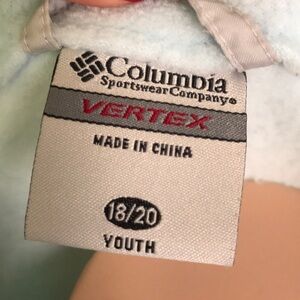 Columbia
Sportswear Company®
VERTEX
MADE IN CHINA
18/20
YOUTH